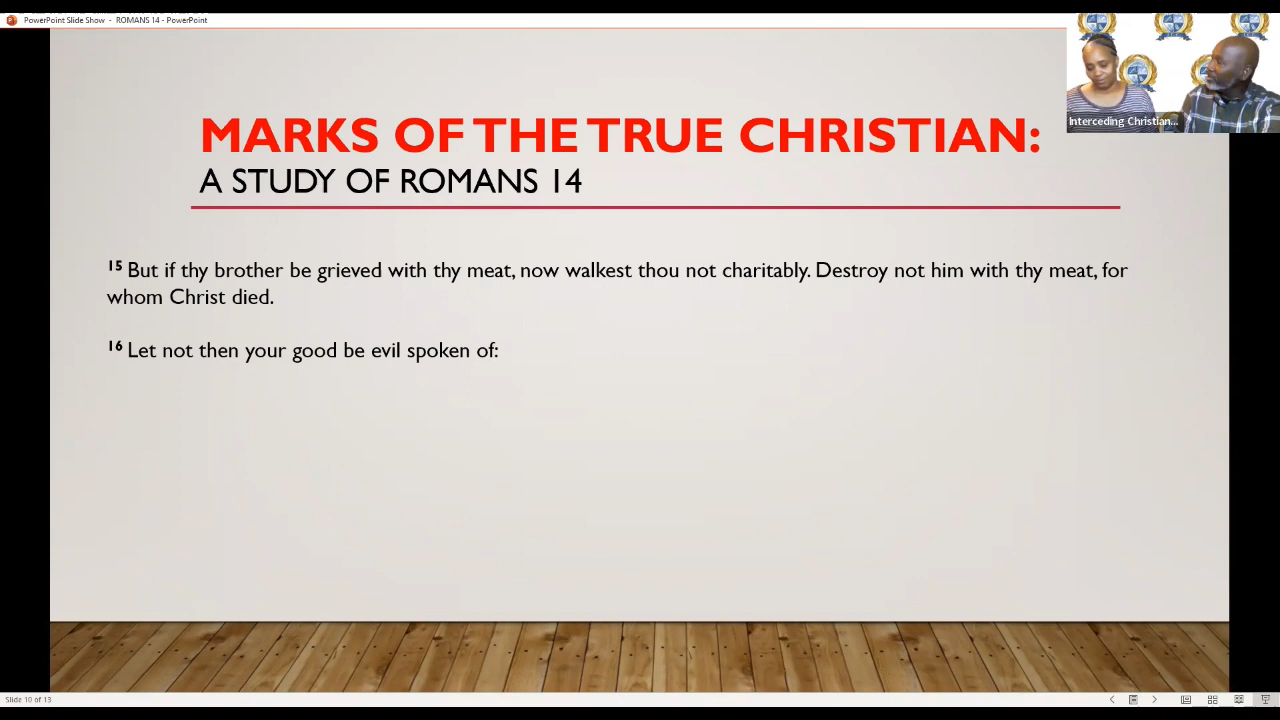 PowerPoint Slide Show - ROMANS 14 - PowerPoint
Interceding Christian...
MARKS OF THE TRUE CHRISTIAN:
A STUDY OF ROMANS 14
15 But if thy brother be grieved with thy meat, now walkest thou not charitably. Destroy not him with thy meat, for
whom Christ died.
16 Let not then your good be evil spoken of:
Slide 10 of 13